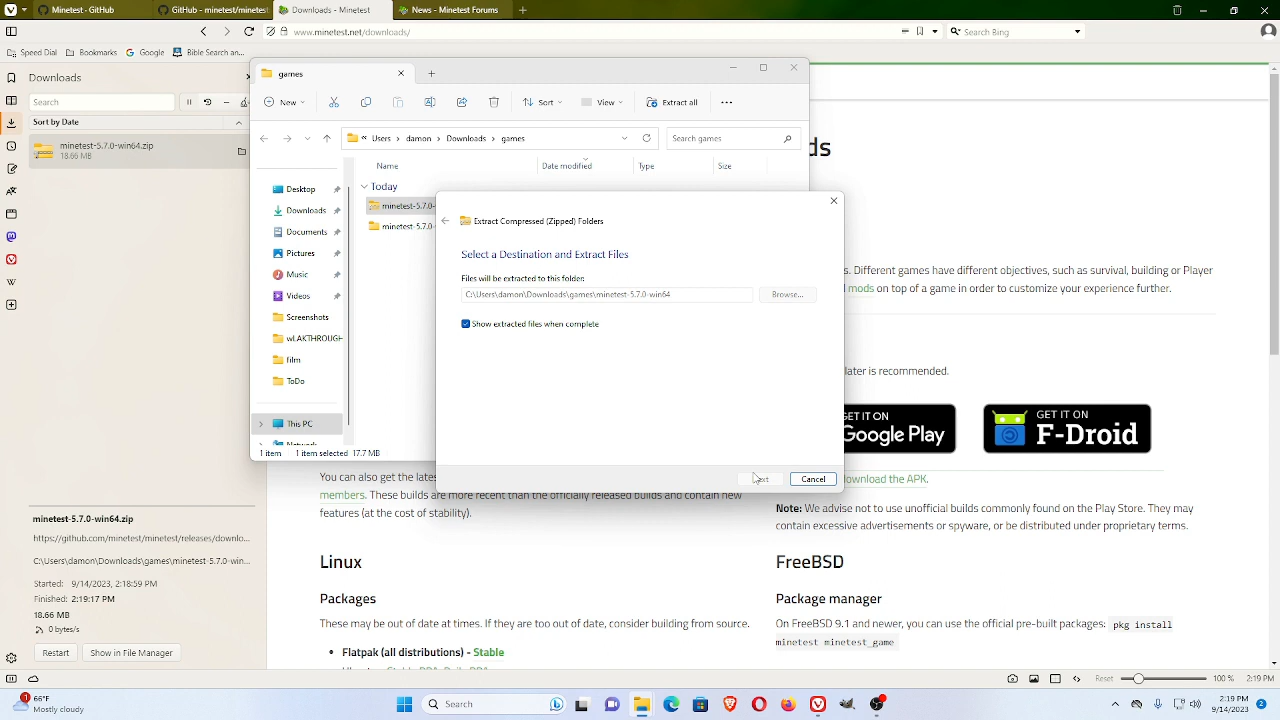 Minetest · GitHub
GitHub - minetest/minetest
Downloads - Minetest
News - Minetest Forums
www.minetest.net/downloads/
Search Bing
Speed Dial
Bookmarks
Google
Bible Search an...
Downloads
Search
Sort by Date
minetest-5.7.0-win64.zip
18.66 MB
games
New
Sort
View
Extract all
Users > damon > Downloads > games
Search games
Name
Date modified
Type
Size
Today
minetest-5.7.0-
minetest-5.7.0-
Desktop
Downloads
Documents
Pictures
Music
Videos
Screenshots
wLAKTHROUGH
film
ToDo
This PC
1 item
1 item selected 17.7 MB
Extract Compressed (Zipped) Folders
Select a Destination and Extract Files
Files will be extracted to this folder:
C:\Users\damon\Downloads\games\minetest-5.7.0-win64
Browse...
Show extracted files when complete
Cancel
ds
s. Different games have different objectives, such as survival, building or Player
mods on top of a game in order to customize your experience further.
later is recommended.
GET IT ON
Google Play
GET IT ON
F-Droid
You can also get the lates
members. These builds are more recent than the officially released builds and contain new
features (at the cost of stability).
download the APK.
Note: We advise not to use unofficial builds commonly found on the Play Store. They may
contain excessive advertisements or spyware, or be distributed under proprietary terms.
Linux
Packages
These may be out of date at times. If they are too out of date, consider building from source.
Flatpak (all distributions) - Stable
FreeBSD
Package manager
On FreeBSD 9.1 and newer, you can use the official pre-built packages: pkg install
minetest minetest_game
minetest-5.7.0-win64.zip
https://github.com/minetest/minetest/releases/downlo...
C:\Users\damon\Downloads\games\minetest-5.7.0-win...
Started: 9/14/2023, 2:18:59 PM
Finished: 2:19:17 PM
18.66 MB
0 bytes/s
Restart
Show in File Manager
Reset
100 %
2:19 PM
66°F
Mostly cloudy
Search
2:19 PM
9/14/2023